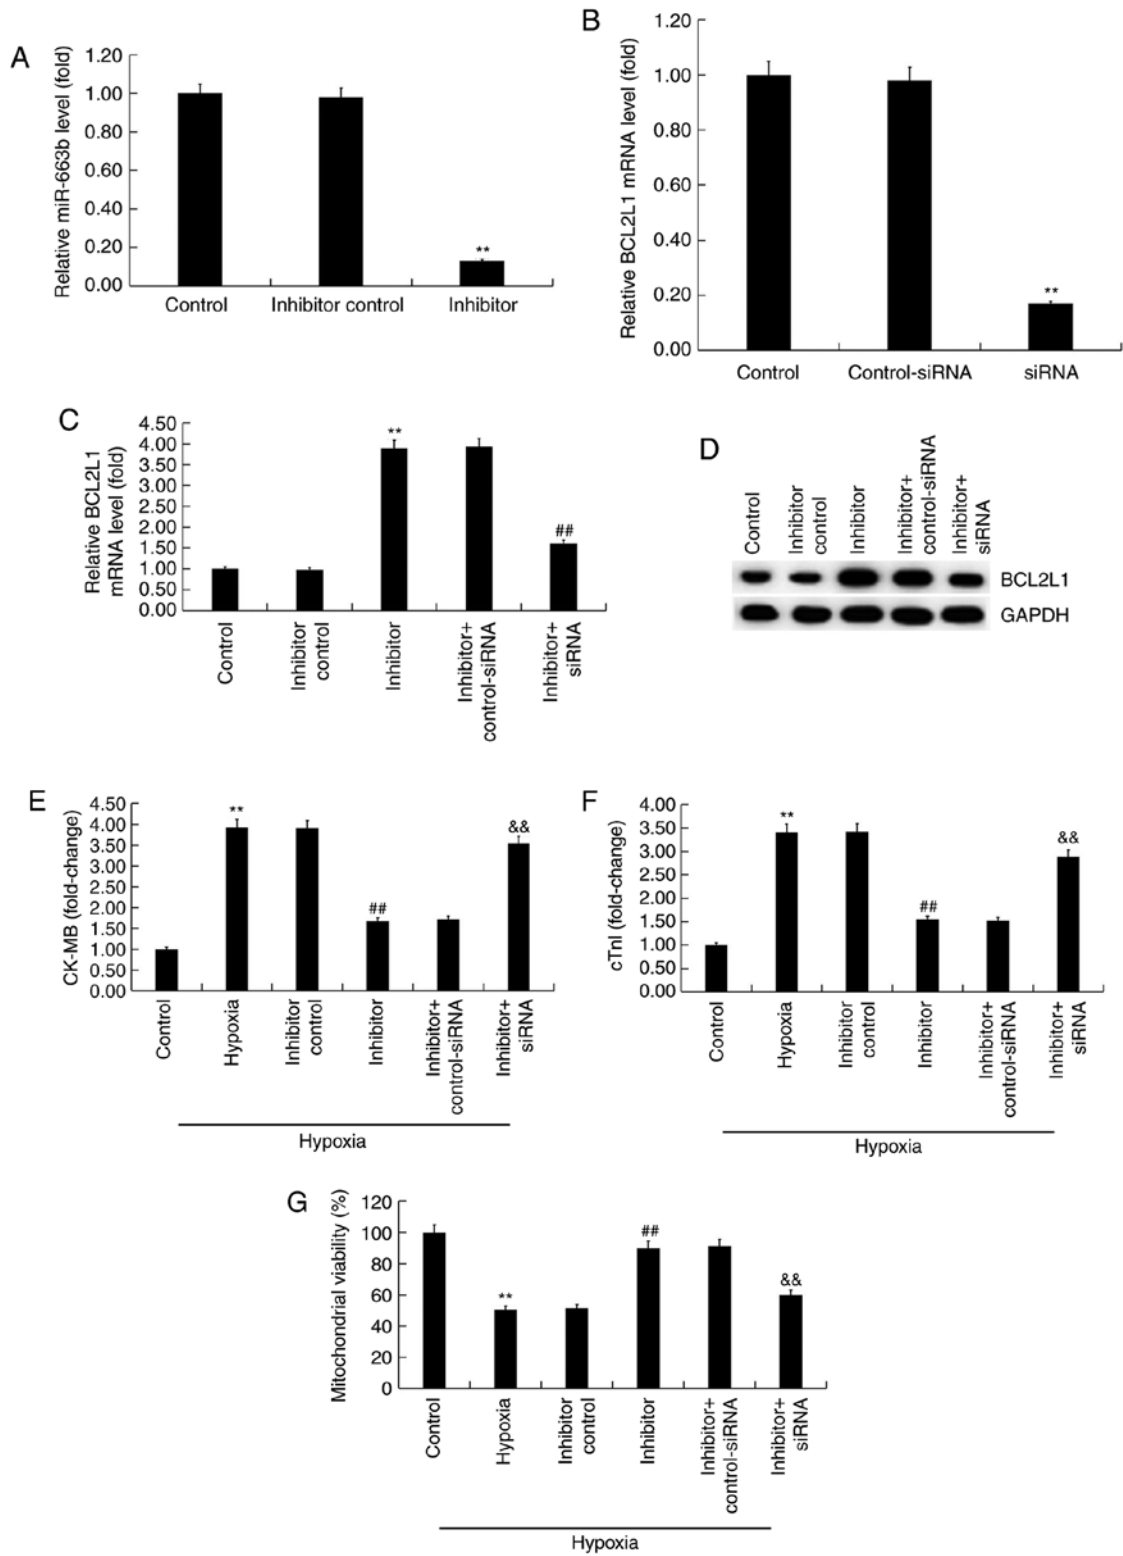 A
Relative miR-663b level (fold)
1.20
1.00
0.80
0.60
0.40
0.20
0.00
**
Control
Inhibitor control
Inhibitor
B
Relative BCL2L1 mRNA level (fold)
1.20
1.00
0.80
0.60
0.40
0.20
0.00
**
Control
Control-siRNA
siRNA
C
Relative BCL2L1
mRNA level (fold)
4.50
4.00
3.50
3.00
2.50
2.00
1.50
1.00
0.50
0.00
**
##
Control
Inhibitor
control
Inhibitor
Inhibitor+
control-siRNA
Inhibitor+
siRNA
D
Control
Inhibitor
control
Inhibitor
Inhibitor+
control-siRNA
Inhibitor+
siRNA
BCL2L1
GAPDH
E
CK-MB (fold-change)
4.50
4.00
3.50
3.00
2.50
2.00
1.50
1.00
0.50
0.00
**
##
&&
Control
Hypoxia
Inhibitor
control
Inhibitor
Inhibitor+
control-siRNA
Inhibitor+
siRNA
Hypoxia
F
cTnI (fold-change)
4.00
3.50
3.00
2.50
2.00
1.50
1.00
0.50
0.00
**
##
&&
Control
Hypoxia
Inhibitor
control
Inhibitor
Inhibitor+
control-siRNA
Inhibitor+
siRNA
Hypoxia
G
Mitochondrial viability (%)
120
100
80
60
40
20
0
**
##
&&
Control
Hypoxia
Inhibitor
control
Inhibitor
Inhibitor+
control-siRNA
Inhibitor+
siRNA
Hypoxia